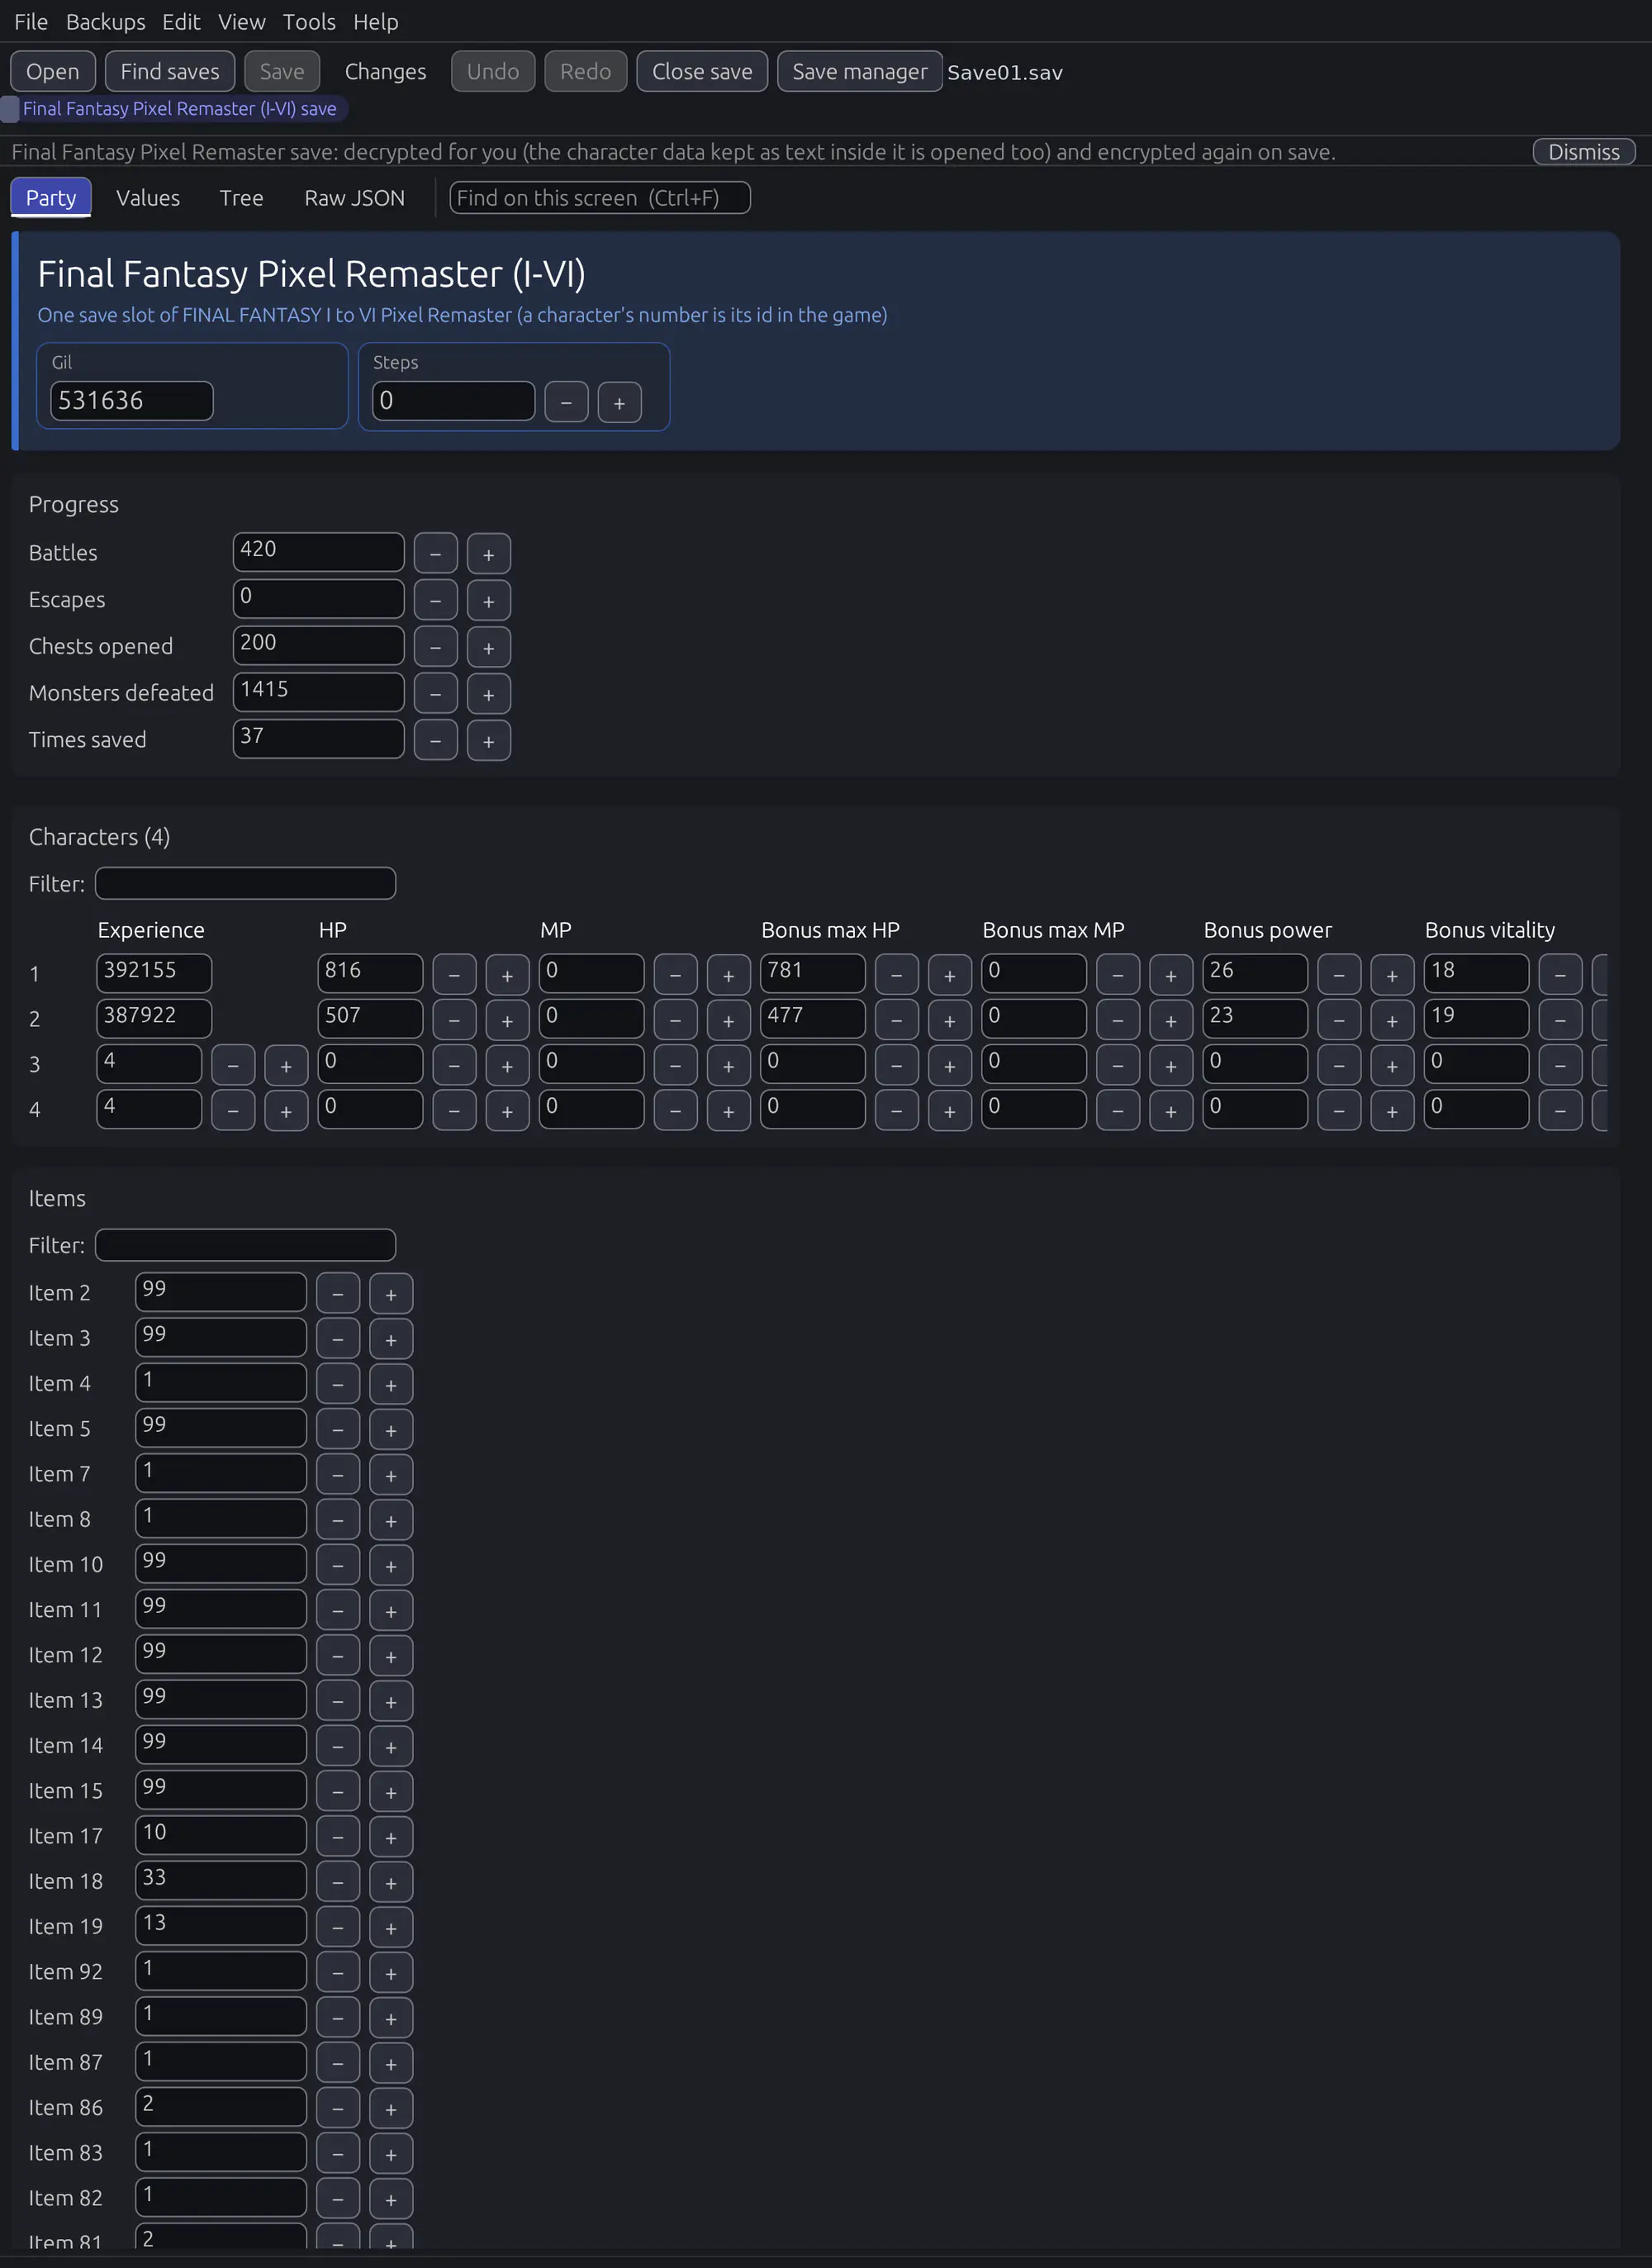 File Backups Edit View Tools Help
Open Find saves Save Changes Undo Redo Close save Save manager Save01.sav
Final Fantasy Pixel Remaster (I-VI) save
Final Fantasy Pixel Remaster save: decrypted for you (the character data kept as text inside it is opened too) and encrypted again on save. Dismiss
Party Values Tree Raw JSON Find on this screen (Ctrl+F)
Final Fantasy Pixel Remaster (I-VI)
One save slot of FINAL FANTASY I to VI Pixel Remaster (a character's number is its id in the game)
Gil Steps
531636 0 − +
Progress
Battles 420 − +
Escapes 0 − +
Chests opened 200 − +
Monsters defeated 1415 − +
Times saved 37 − +
Characters (4)
Filter:
Experience HP MP Bonus max HP Bonus max MP Bonus power Bonus vitality
1 392155 816 − + 0 − + 781 − + 0 − + 26 − + 18 −
2 387922 507 − + 0 − + 477 − + 0 − + 23 − + 19 −
3 4 − + 0 − + 0 − + 0 − + 0 − + 0 − + 0 −
4 4 − + 0 − + 0 − + 0 − + 0 − + 0 − + 0 −
Items
Filter:
Item 2 99 − +
Item 3 99 − +
Item 4 1 − +
Item 5 99 − +
Item 7 1 − +
Item 8 1 − +
Item 10 99 − +
Item 11 99 − +
Item 12 99 − +
Item 13 99 − +
Item 14 99 − +
Item 15 99 − +
Item 17 10 − +
Item 18 33 − +
Item 19 13 − +
Item 92 1 − +
Item 89 1 − +
Item 87 1 − +
Item 86 2 − +
Item 83 1 − +
Item 82 1 − +
Item 81 2 − +